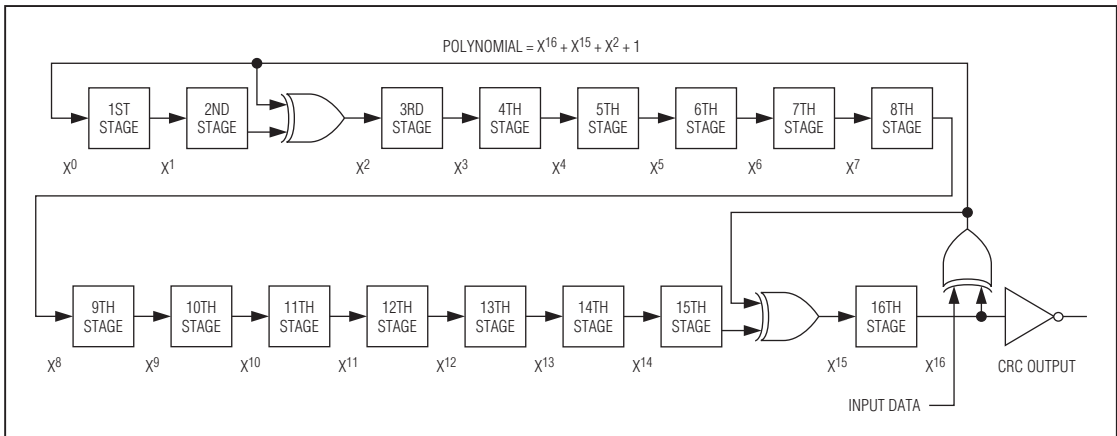 POLYNOMIAL = X¹⁶ + X¹⁵ + X² + 1
1ST
STAGE
2ND
STAGE
3RD
STAGE
4TH
STAGE
5TH
STAGE
6TH
STAGE
7TH
STAGE
8TH
STAGE
X⁰
X¹
X²
X³
X⁴
X⁵
X⁶
X⁷
9TH
STAGE
10TH
STAGE
11TH
STAGE
12TH
STAGE
13TH
STAGE
14TH
STAGE
15TH
STAGE
16TH
STAGE
X⁸
X⁹
X¹⁰
X¹¹
X¹²
X¹³
X¹⁴
X¹⁵
X¹⁶
CRC OUTPUT
INPUT DATA